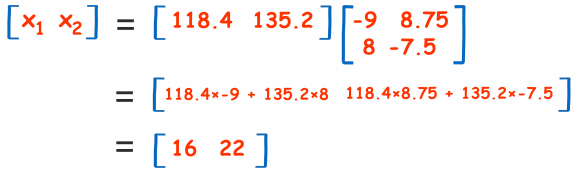 [x₁ x₂] = [118.4 135.2] [-9 8.75
8 -7.5]
= [118.4×-9 + 135.2×8 118.4×8.75 + 135.2×-7.5]
= [16 22]